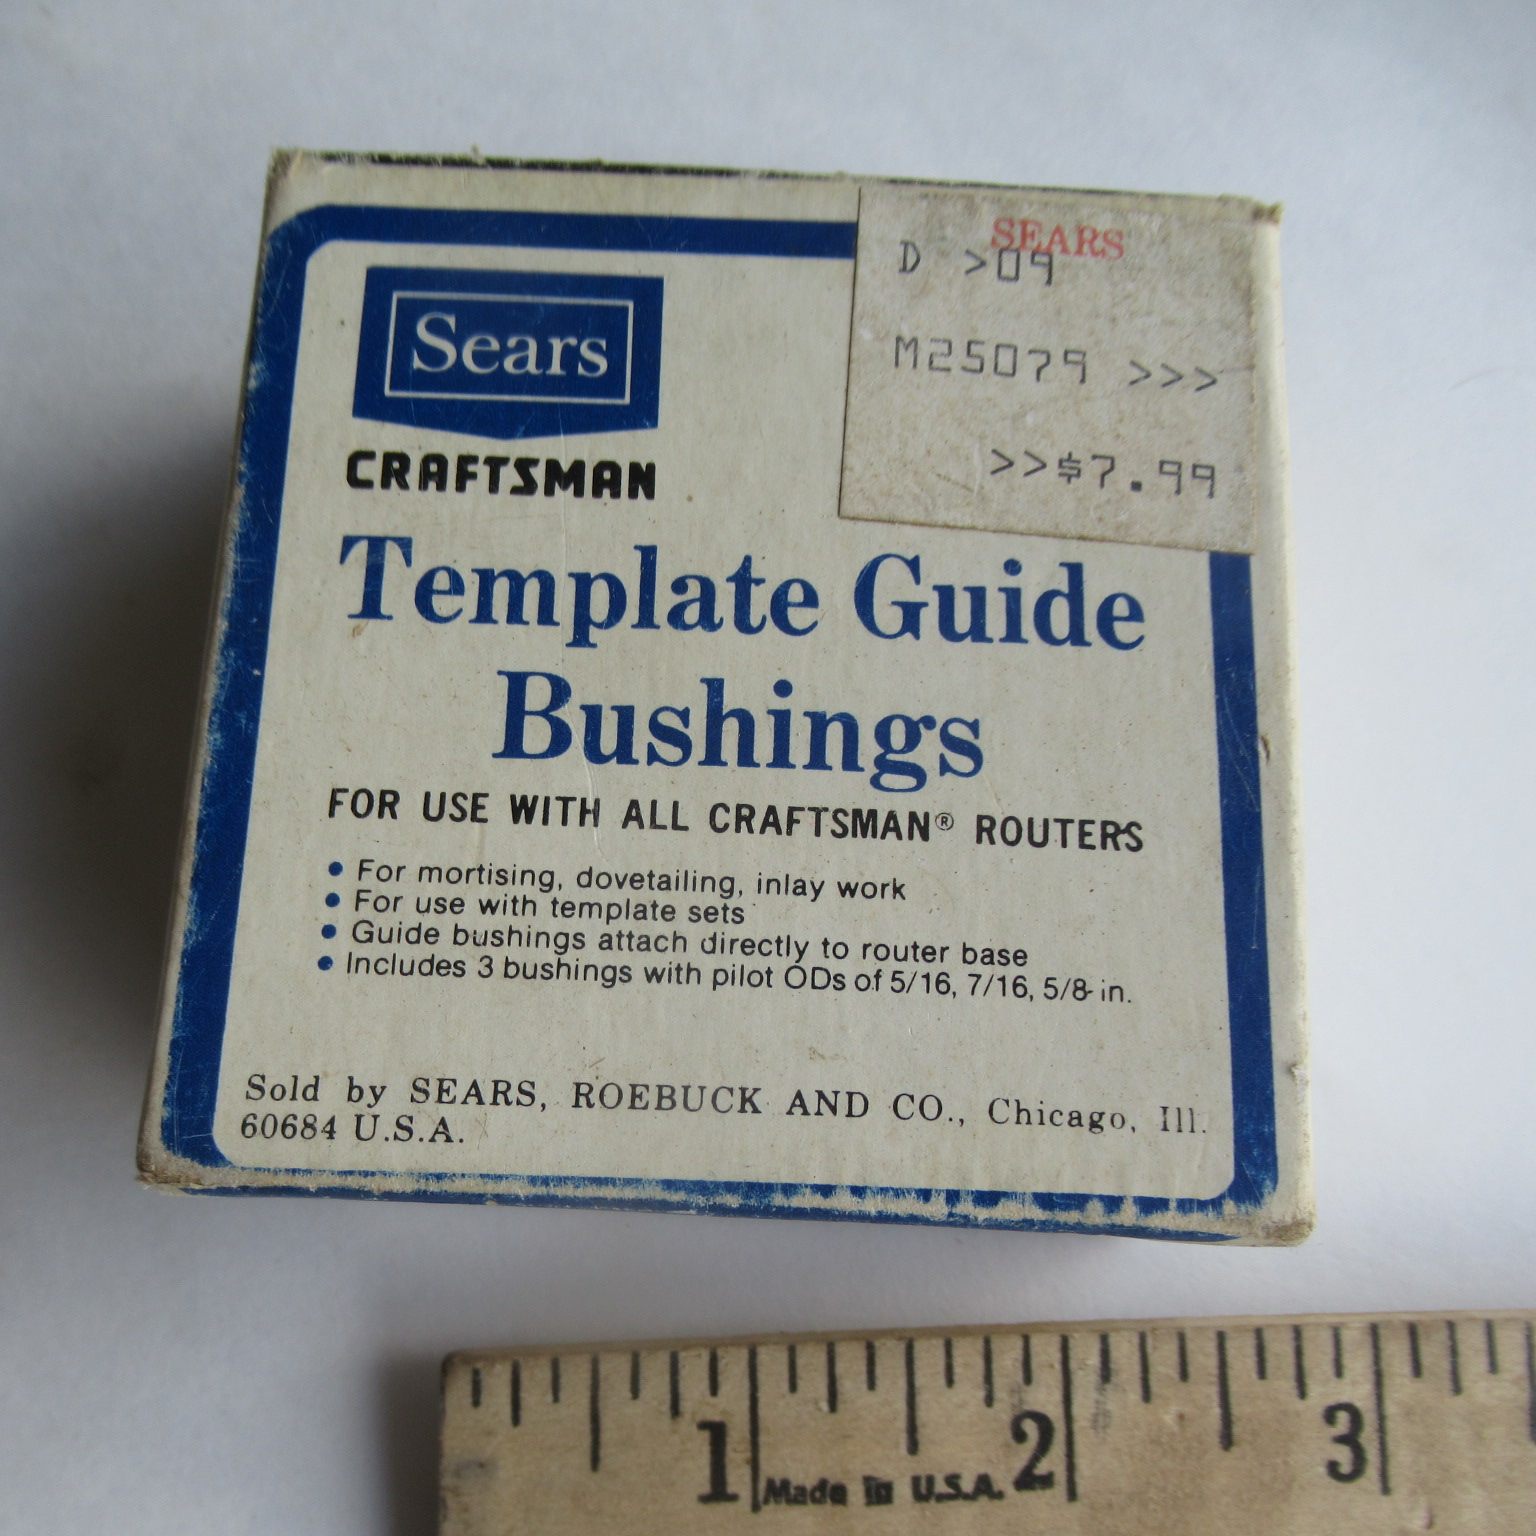 SEARS
D >09
M25079 >>>
>>$7.99
Sears
CRAFTSMAN
Template Guide
Bushings
FOR USE WITH ALL CRAFTSMAN® ROUTERS
• For mortising, dovetailing, inlay work
• For use with template sets
• Guide bushings attach directly to router base
• Includes 3 bushings with pilot ODs of 5/16, 7/16, 5/8 in.
Sold by SEARS, ROEBUCK AND CO., Chicago, Ill.
60684 U.S.A.
1 2 3
Made in U.S.A.